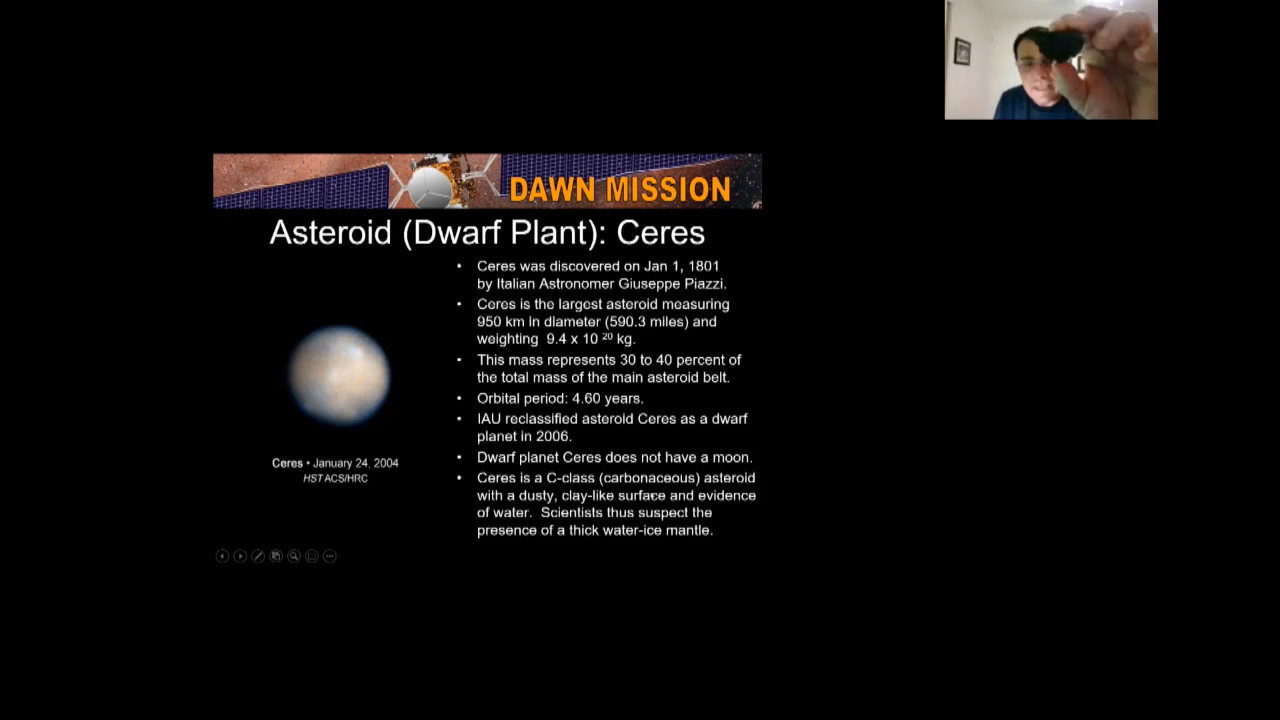 DAWN MISSION
Asteroid (Dwarf Plant): Ceres
• Ceres was discovered on Jan 1, 1801
by Italian Astronomer Giuseppe Piazzi.
• Ceres is the largest asteroid measuring
950 km in diameter (590.3 miles) and
weighting 9.4 x 10 ²⁰ kg.
• This mass represents 30 to 40 percent of
the total mass of the main asteroid belt.
• Orbital period: 4.60 years.
• IAU reclassified asteroid Ceres as a dwarf
planet in 2006.
• Dwarf planet Ceres does not have a moon.
• Ceres is a C-class (carbonaceous) asteroid
with a dusty, clay-like surface and evidence
of water. Scientists thus suspect the
presence of a thick water-ice mantle.
Ceres • January 24, 2004
HST ACS/HRC